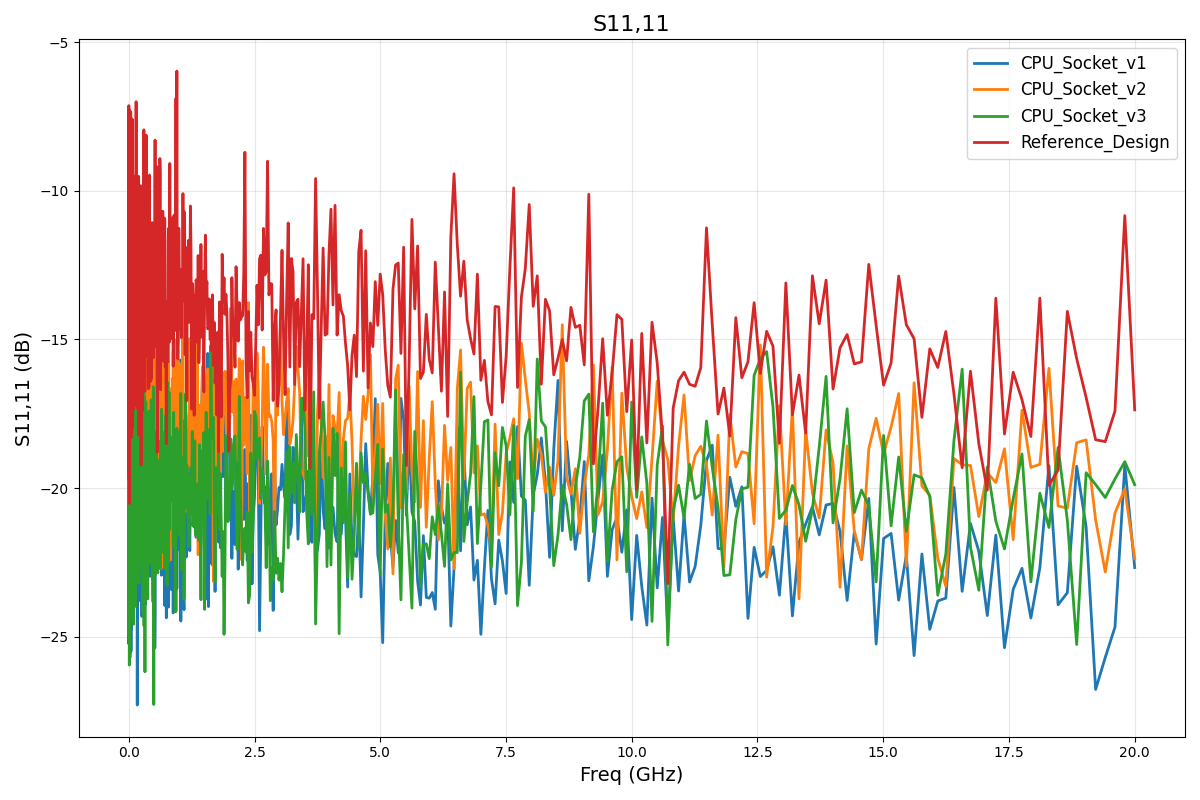 S11,11
CPU_Socket_v1
CPU_Socket_v2
CPU_Socket_v3
Reference_Design
S11,11 (dB)
−5
−10
−15
−20
−25
0.0 2.5 5.0 7.5 10.0 12.5 15.0 17.5 20.0
Freq (GHz)